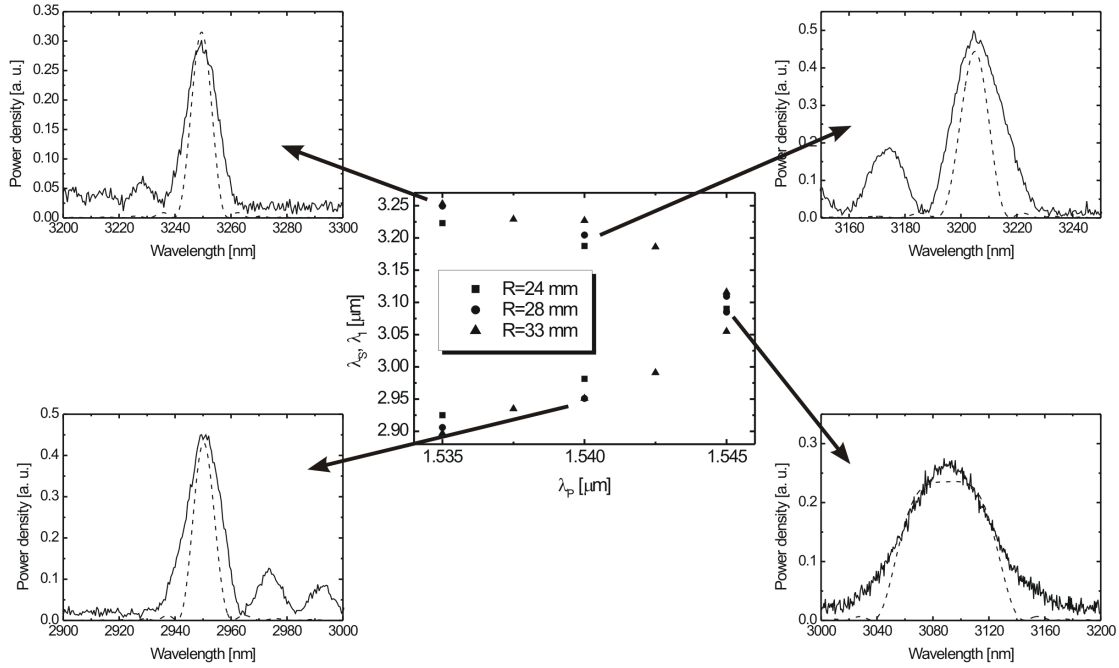 0.35
0.30
0.25
0.20
0.15
0.10
0.05
0.00
Power density [a. u.]
3200 3220 3240 3260 3280 3300
Wavelength [nm]
0.5
0.4
0.3
0.2
0.1
0.0
Power density [a. u.]
3160 3180 3200 3220 3240
Wavelength [nm]
3.25
3.20
3.15
3.10
3.05
3.00
2.95
2.90
λS, λI [μm]
R=24 mm
R=28 mm
R=33 mm
1.535 1.540 1.545
λP [μm]
0.5
0.4
0.3
0.2
0.1
0.0
Power density [a. u.]
2900 2920 2940 2960 2980 3000
Wavelength [nm]
0.3
0.2
0.1
0.0
Power density [a. u.]
3000 3040 3080 3120 3160 3200
Wavelength [nm]